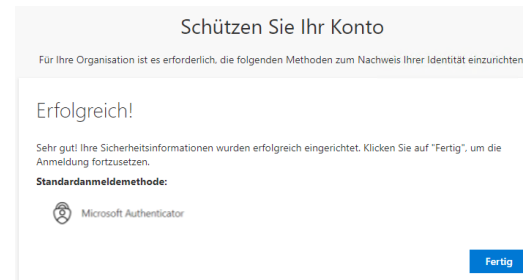 Schützen Sie Ihr Konto
Für Ihre Organisation ist es erforderlich, die folgenden Methoden zum Nachweis Ihrer Identität einzurichten
Erfolgreich!
Sehr gut! Ihre Sicherheitsinformationen wurden erfolgreich eingerichtet. Klicken Sie auf "Fertig", um die
Anmeldung fortzusetzen.
Standardanmeldemethode:
Microsoft Authenticator
Fertig